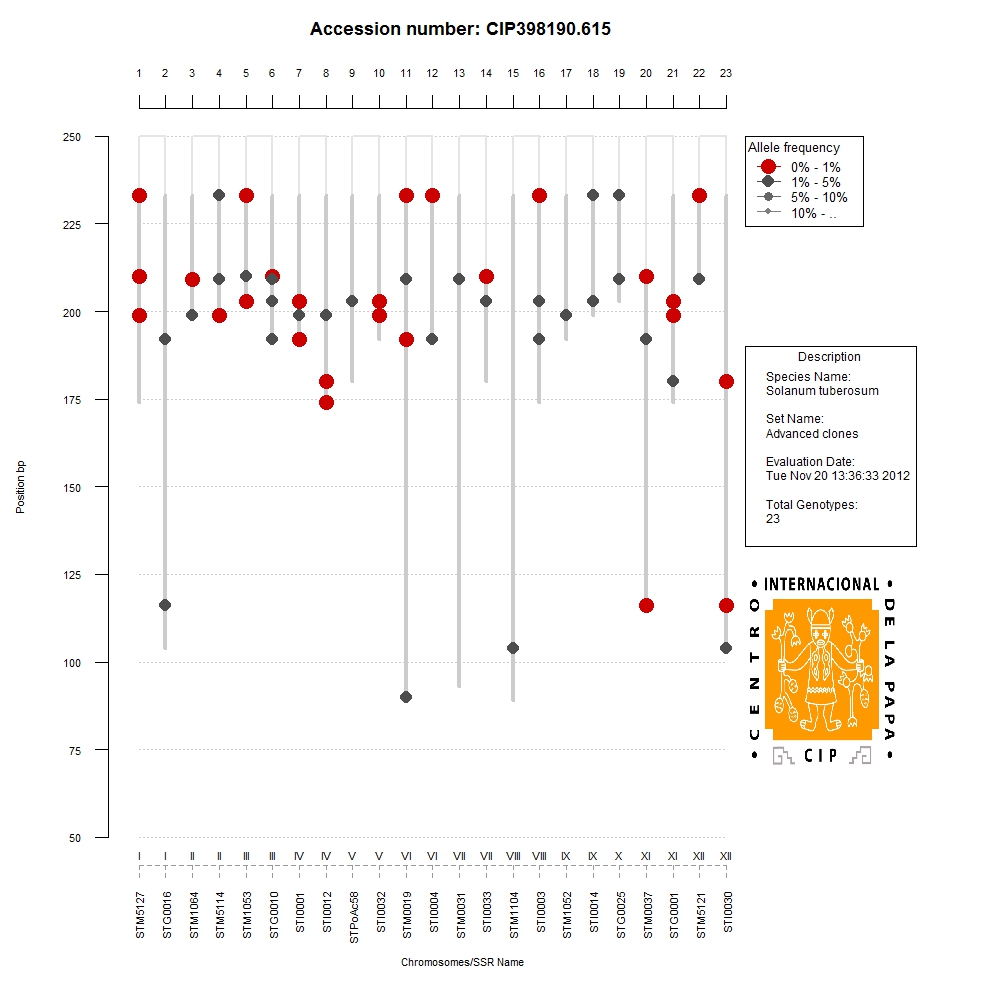 Accession number: CIP398190.615
1 2 3 4 5 6 7 8 9 10 11 12 13 14 15 16 17 18 19 20 21 22 23
250
225
200
175
150
125
100
75
50
Position bp
I I II II III III IV IV V V VI VI VII VII VIII VIII IX IX X XI XI XII XII
STM5127
STG0016
STM1064
STM5114
STM1053
STG0010
STI0001
STI0012
STPoAc58
STI0032
STM0019
STI0004
STM0031
STI0033
STM1104
STI0003
STM1052
STI0014
STG0025
STM0037
STG0001
STM5121
STI0030
Chromosomes/SSR Name
Allele frequency
0% - 1%
1% - 5%
5% - 10%
10% - ..
Description
Species Name:
Solanum tuberosum
Set Name:
Advanced clones
Evaluation Date:
Tue Nov 20 13:36:33 2012
Total Genotypes:
23
• INTERNACIONAL •
CENTRO
DE LA PAPA
• CIP •